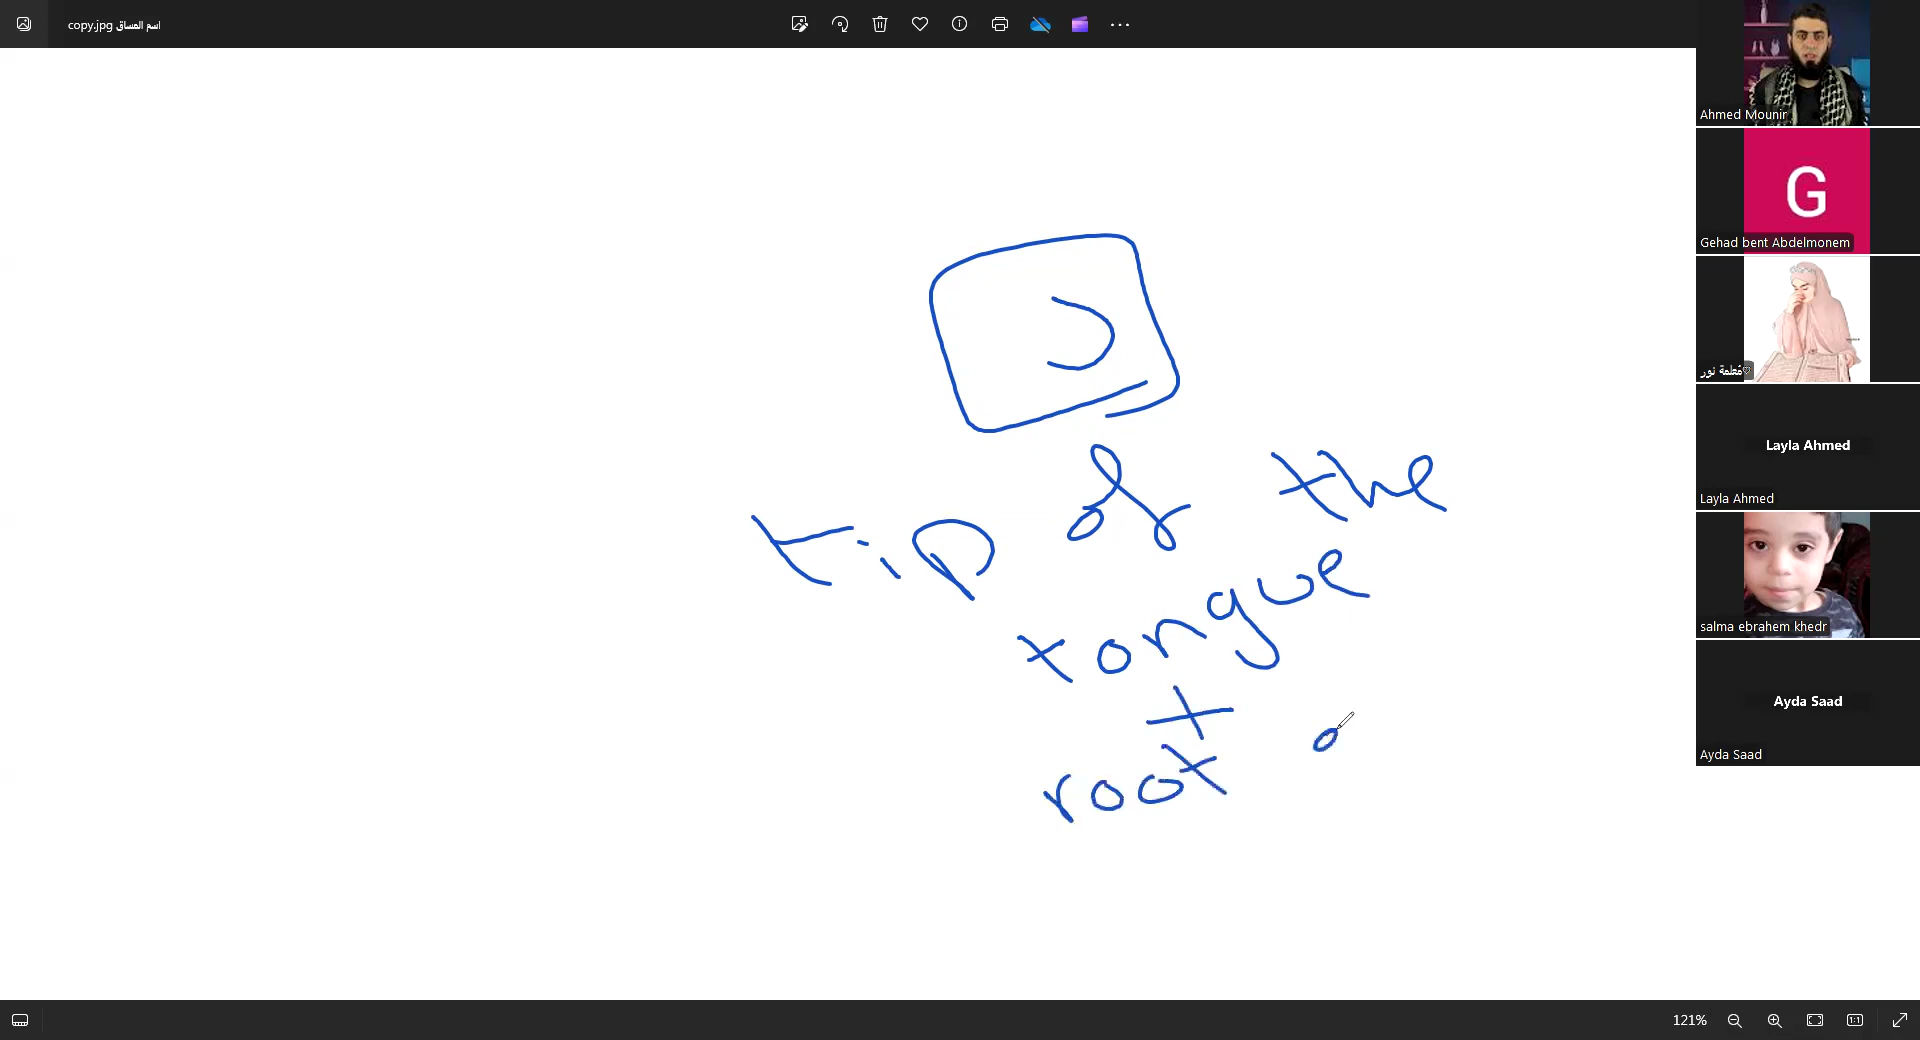 اسم المساق copy.jpg
د
tip of the
tongue
+
root o
Ahmed Mounir
G
Gehad bent Abdelmonem
مُعلمة نور♡
Layla Ahmed
Layla Ahmed
salma ebrahem khedr
Ayda Saad
Ayda Saad
121%